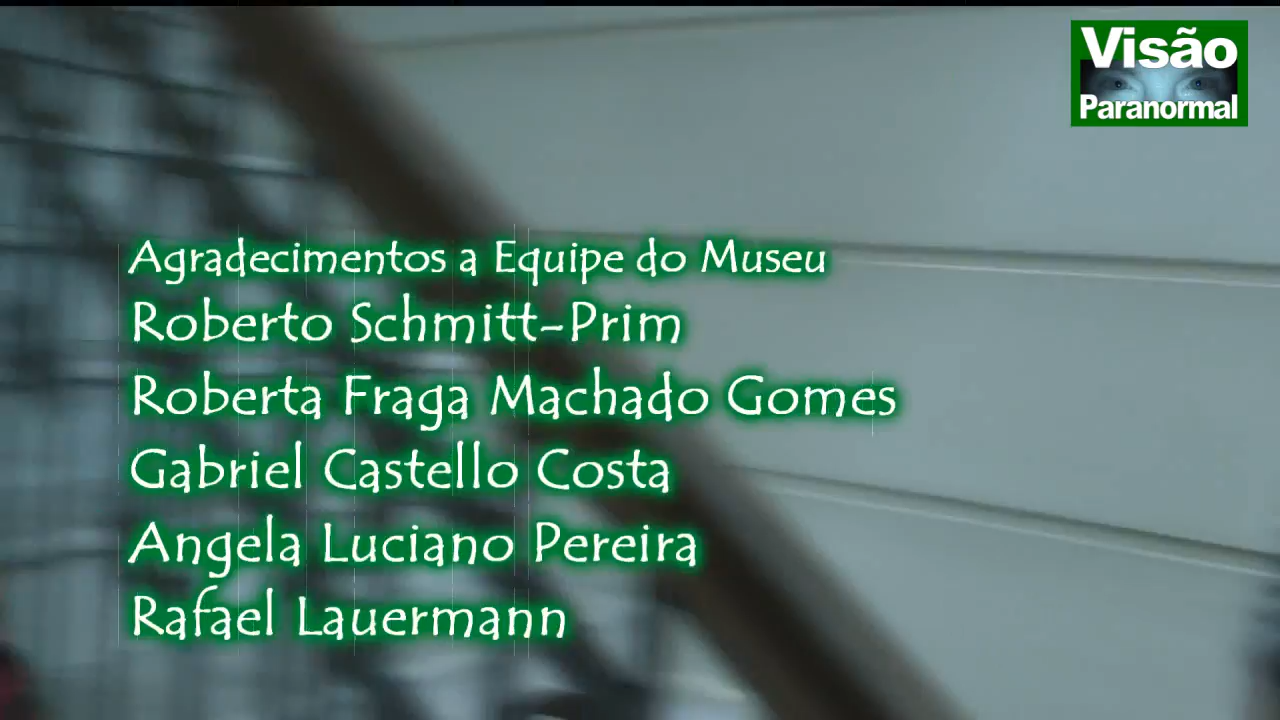 Visão
Paranormal
Agradecimentos a Equipe do Museu
Roberto Schmitt-Prim
Roberta Fraga Machado Gomes
Gabriel Castello Costa
Angela Luciano Pereira
Rafael Lauermann